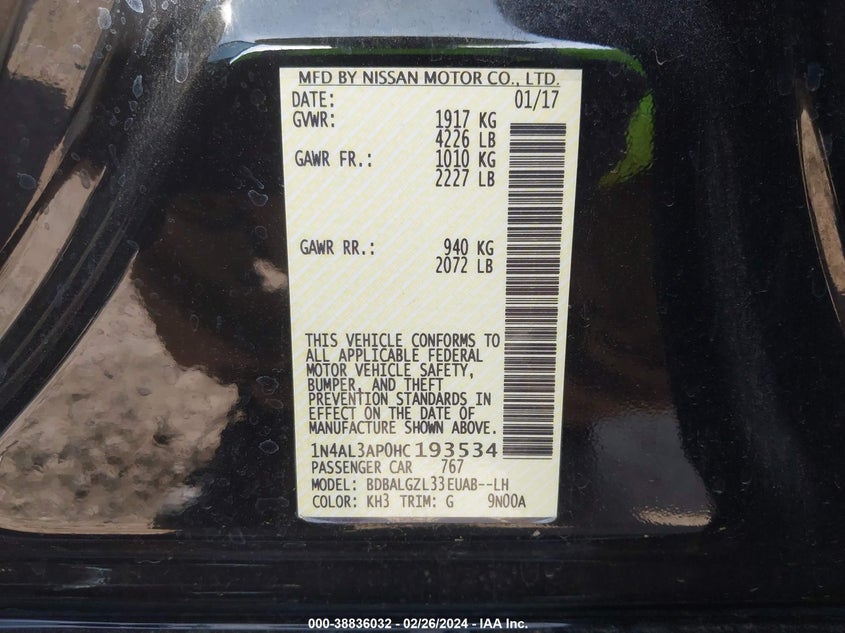 MFD BY NISSAN MOTOR CO., LTD.
DATE: 01/17
GVWR: 1917 KG
4226 LB
GAWR FR.: 1010 KG
2227 LB
GAWR RR.: 940 KG
2072 LB
THIS VEHICLE CONFORMS TO
ALL APPLICABLE FEDERAL
MOTOR VEHICLE SAFETY,
BUMPER, AND THEFT
PREVENTION STANDARDS IN
EFFECT ON THE DATE OF
MANUFACTURE SHOWN ABOVE.
1N4AL3AP0HC193534
PASSENGER CAR 767
MODEL: BDBALGZL33EUAB--LH
COLOR: KH3 TRIM: G 9N00A
000-38836032 - 02/26/2024 - IAA Inc.